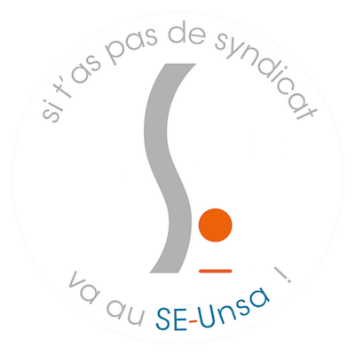 si t'as pas de syndicat
va au SE-Unsa !